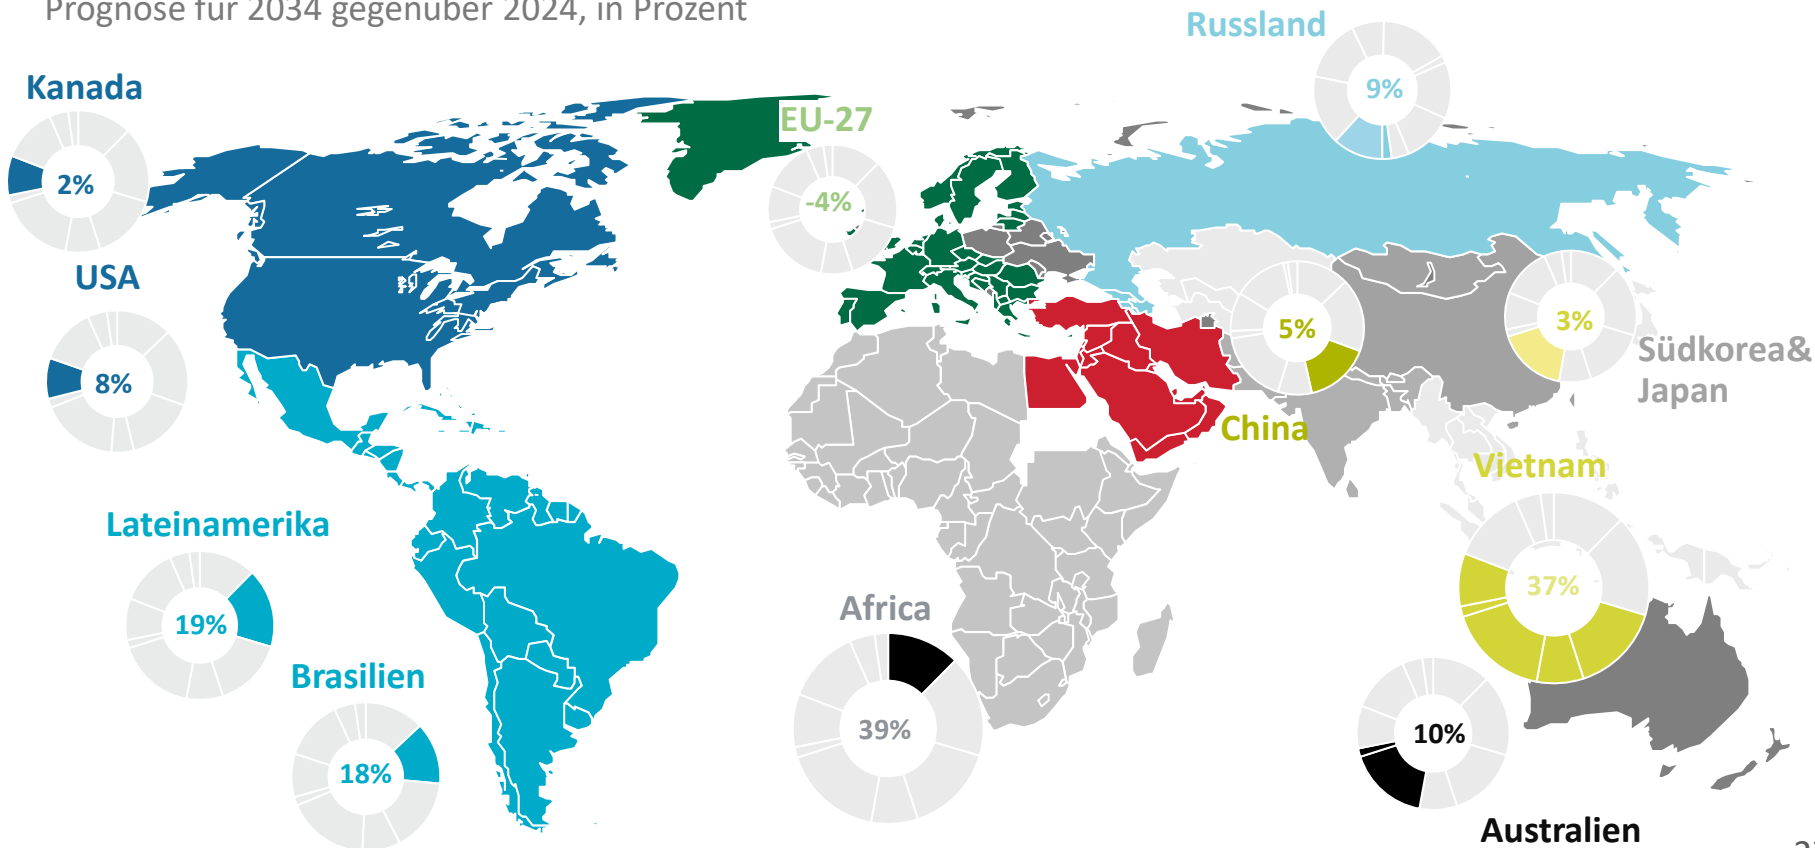 Prognose für 2034 gegenüber 2024, in Prozent
Russland
9%
Kanada
2%
EU-27
-4%
USA
8%
5%
3%
Südkorea&
Japan
China
Vietnam
37%
Lateinamerika
19%
Africa
39%
Brasilien
18%
10%
Australien